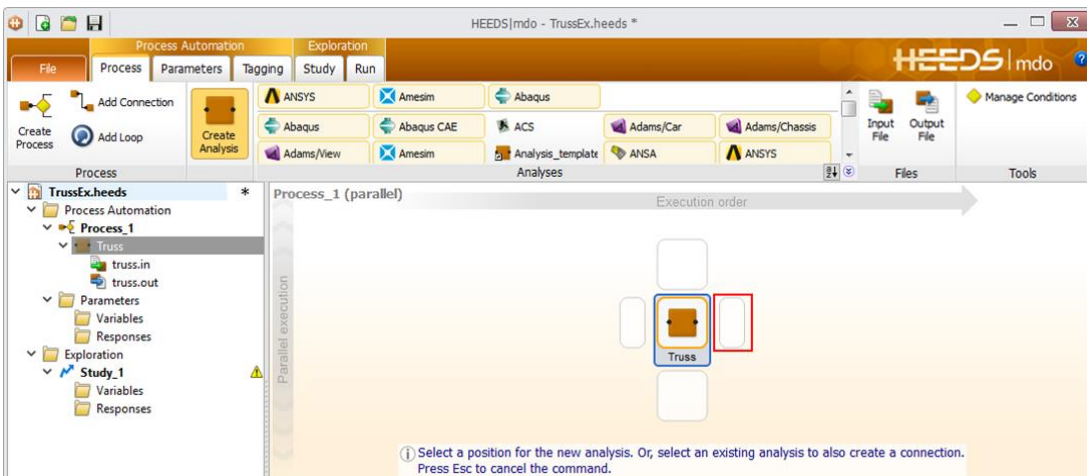 HEEDS|mdo - TrussEx.heeds *
Process Automation
Exploration
File
Process
Parameters
Tagging
Study
Run
HEEDS | mdo
?
Create Process
Add Connection
Add Loop
Create Analysis
ANSYS
Amesim
Abaqus
Abaqus
Abaqus CAE
ACS
Adams/Car
Adams/Chassis
Adams/View
Amesim
Analysis_template
ANSA
ANSYS
Input File
Output File
Manage Conditions
Process
Analyses
Files
Tools
TrussEx.heeds *
Process Automation
Process_1
Truss
truss.in
truss.out
Parameters
Variables
Responses
Exploration
Study_1
Variables
Responses
Process_1 (parallel)
Execution order
Parallel execution
Truss
Select a position for the new analysis. Or, select an existing analysis to also create a connection.
Press Esc to cancel the command.